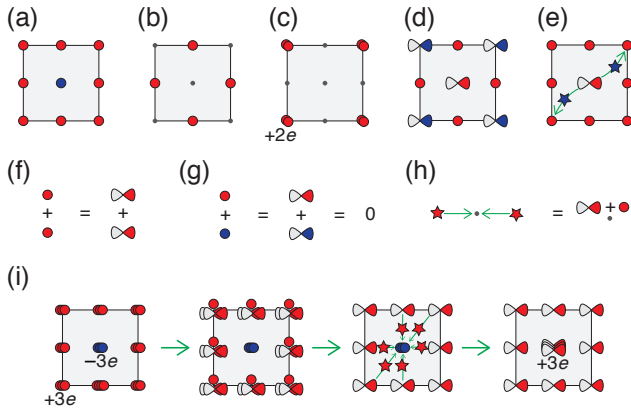 (a) (b) (c) (d) (e)
+2e
(f) (g) (h)
+ = + + = + = 0 = +
(i)
−3e
+3e
+3e